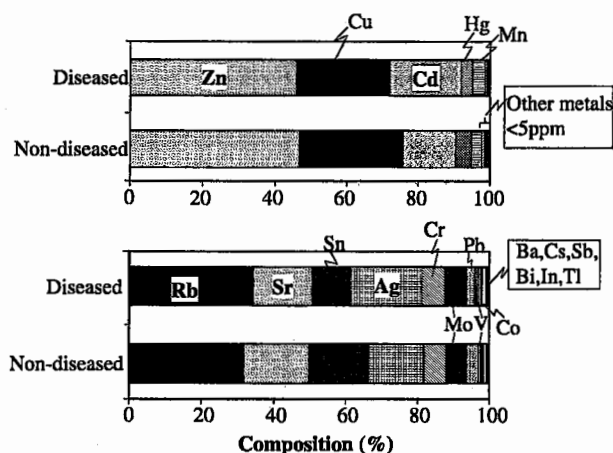 Cu
Hg
Mn
Diseased
Zn
Cd
Other metals
<5ppm
Non-diseased
0 20 40 60 80 100
Sn
Cr
Pb
Ba,Cs,Sb,
Bi,In,Tl
Diseased
Rb
Sr
Ag
Mo
V
Co
Non-diseased
0 20 40 60 80 100
Composition (%)